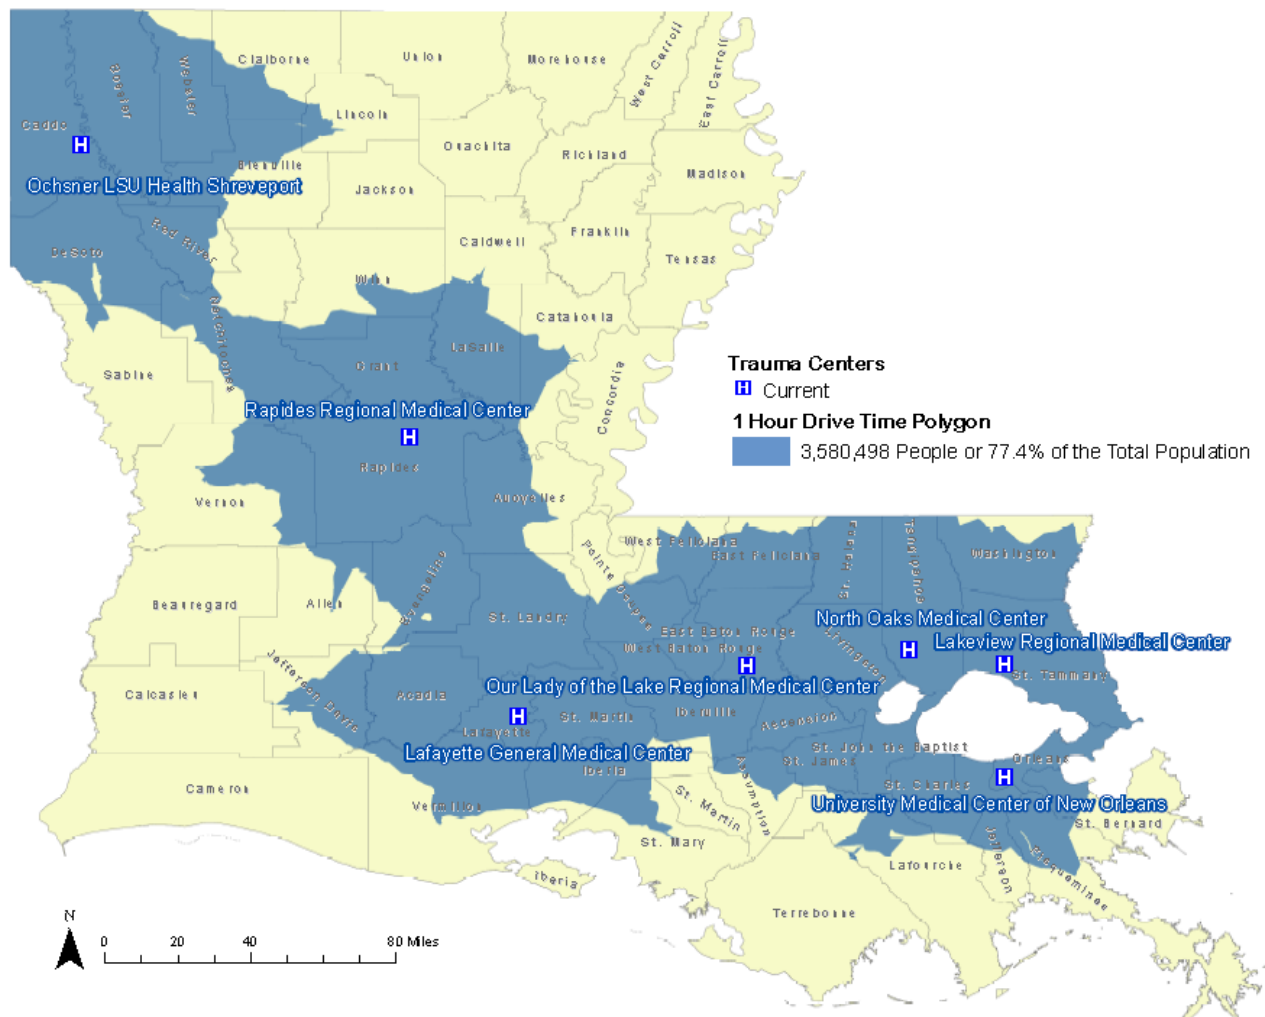 Claiborne
Union
Morehouse
West Carroll
East Carroll
Bossier
Webster
Caddo
Lincoln
Ouachita
Richland
Madison
Bienville
Jackson
Ochsner LSU Health Shreveport
Red River
DeSoto
Caldwell
Franklin
Tensas
Winn
Natchitoches
Catahoula
LaSalle
Grant
Sabine
Concordia
Trauma Centers
H Current
1 Hour Drive Time Polygon
3,580,498 People or 77.4% of the Total Population
Rapides Regional Medical Center
H
Rapides
Vernon
Avoyelles
West Feliciana
East Feliciana
St. Helena
Tangipahoa
Washington
Pointe Coupee
Evangeline
Beauregard
Allen
St. Landry
North Oaks Medical Center
East Baton Rouge
West Baton Rouge
Livingston
Lakeview Regional Medical Center
H
St. Tammany
Jefferson Davis
Calcasieu
Acadia
Our Lady of the Lake Regional Medical Center
H
St. Martin
Iberville
Ascension
Lafayette
Lafayette General Medical Center
St. John the Baptist
St. James
Orleans
H
Iberia
St. Charles
Assumption
Cameron
Vermilion
St. Martin
University Medical Center of New Orleans
St. Bernard
St. Mary
Lafourche
Jefferson
Plaquemines
Iberia
Terrebonne
N
0 20 40 80 Miles